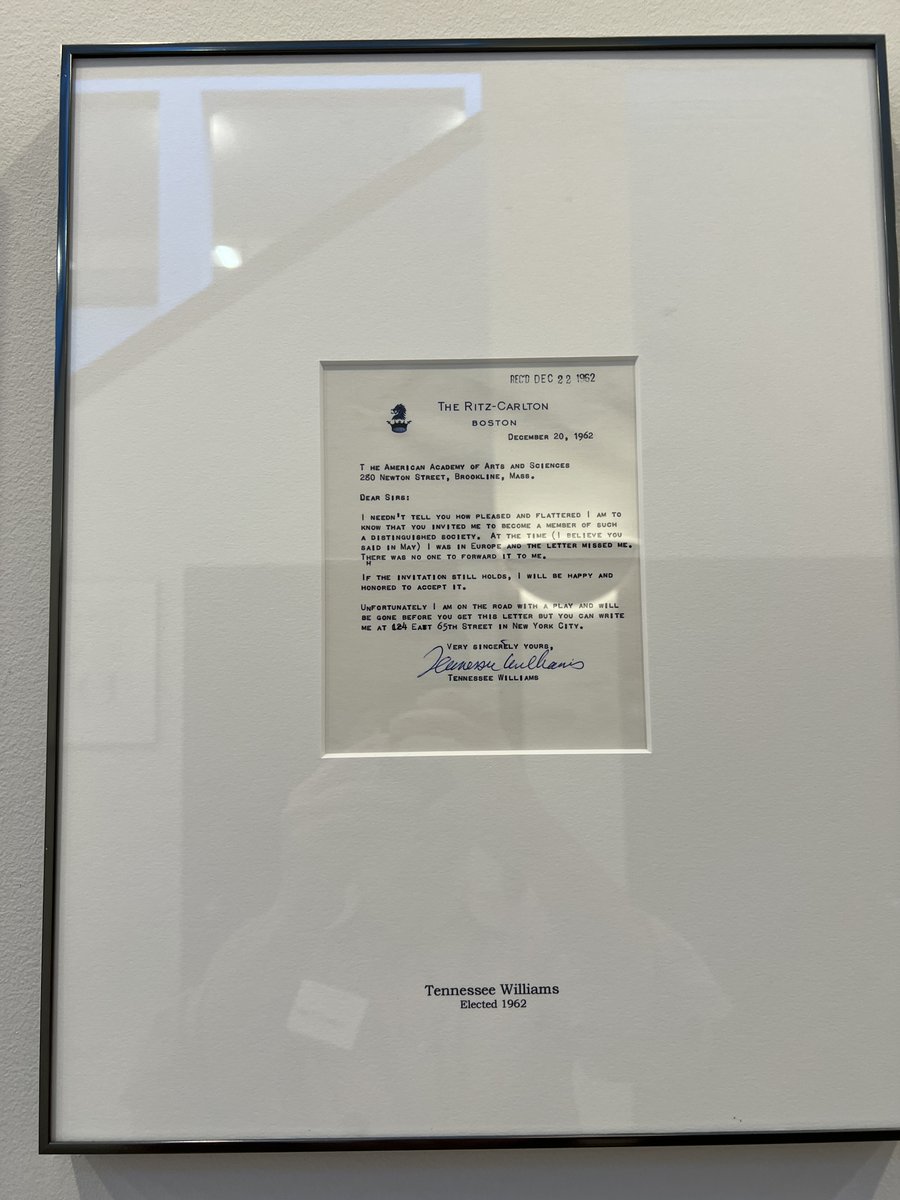 REC'D DEC 22 1962
THE RITZ-CARLTON
BOSTON
DECEMBER 20, 1962
T HE AMERICAN ACADEMY OF ARTS AND SCIENCES
280 NEWTON STREET, BROOKLINE, MASS.
DEAR SIRS:
I NEEDN'T TELL YOU HOW PLEASED AND FLATTERED I AM TO
KNOW THAT YOU INVITED ME TO BECOME A MEMBER OF SUCH
A DISTINGUISHED SOCIETY. AT THE TIME (I BELIEVE YOU
SAID IN MAY) I WAS IN EUROPE AND THE LETTER MISSED ME.
THERE WAS NO ONE TO FORWARD IT TO ME.
H
IF THE INVITATION STILL HOLDS, I WILL BE HAPPY AND
HONORED TO ACCEPT IT.
UNFORTUNATELY I AM ON THE ROAD WITH A PLAY AND WILL
BE GONE BEFORE YOU GET THIS LETTER BUT YOU CAN WRITE
ME AT 124 EAST 65TH STREET IN NEW YORK CITY.
VERY SINCERELY YOURS,
Tennessee Williams
TENNESSEE WILLIAMS
Tennessee Williams
Elected 1962